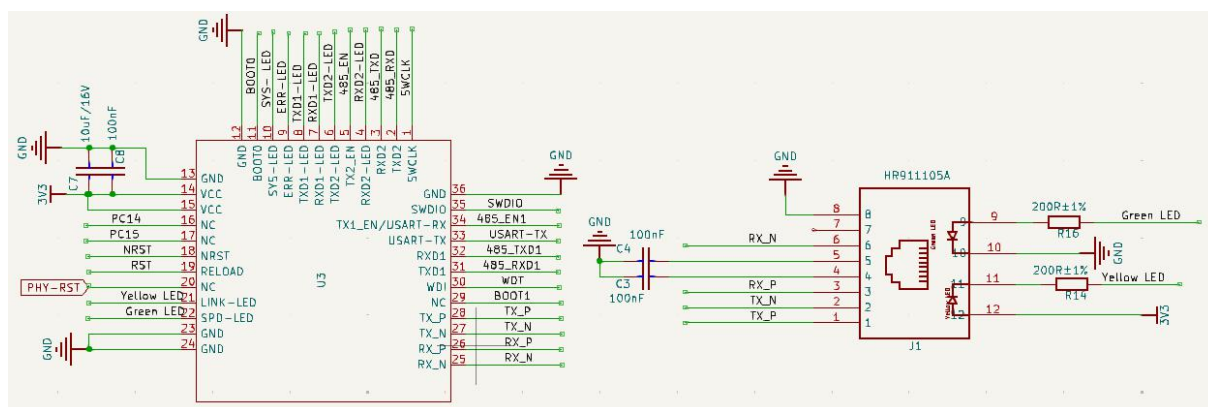 GND
BOOT0
SYS-LED
ERR-LED
TXD1-LED
RXD1-LED
TXD2-LED
485_EN
RXD2-LED
485_TXD
485_RXD
SWCLK
12
11
10
9
8
7
6
5
4
3
2
1
GND
BOOT0
SYS-LED
ERR-LED
TXD1-LED
RXD1-LED
TXD2-LED
TX2_EN
RXD2-LED
RXD2
TXD2
SWCLK
10uF/16V
100nF
GND
C7
C8
3V3
13 GND
14 VCC
15 VCC
PC14 16 NC
PC15 17 NC
NRST 18 NRST
RST 19 RELOAD
PHY-RST 20 NC
Yellow LED 21 LINK-LED
Green LED 22 SPD-LED
23 GND
24 GND
GND
U3
GND 36 GND
SWDIO 35 SWDIO
TX1_EN/USART-RX 34 485_EN1
USART-TX 33 USART-TX
RXD1 32 485_TXD1
TXD1 31 485_RXD1
WDI 30 WDT
NC 29 BOOT1
TX_P 28 TX_P
TX_N 27 TX_N
RX_P 26 RX_P
RX_N 25 RX_N
GND
HR911105A
GND
100nF
C4
C3
100nF
8 8
7 7
RX_N 6 6
5 5
4 4
RX_P 3 3
TX_N 2 2
TX_P 1 1
Green LED
Yellow LED
9 9
10 10
11 11
12 12
200R±1%
R16
Green LED
GND
200R±1%
R14
Yellow LED
3V3
J1